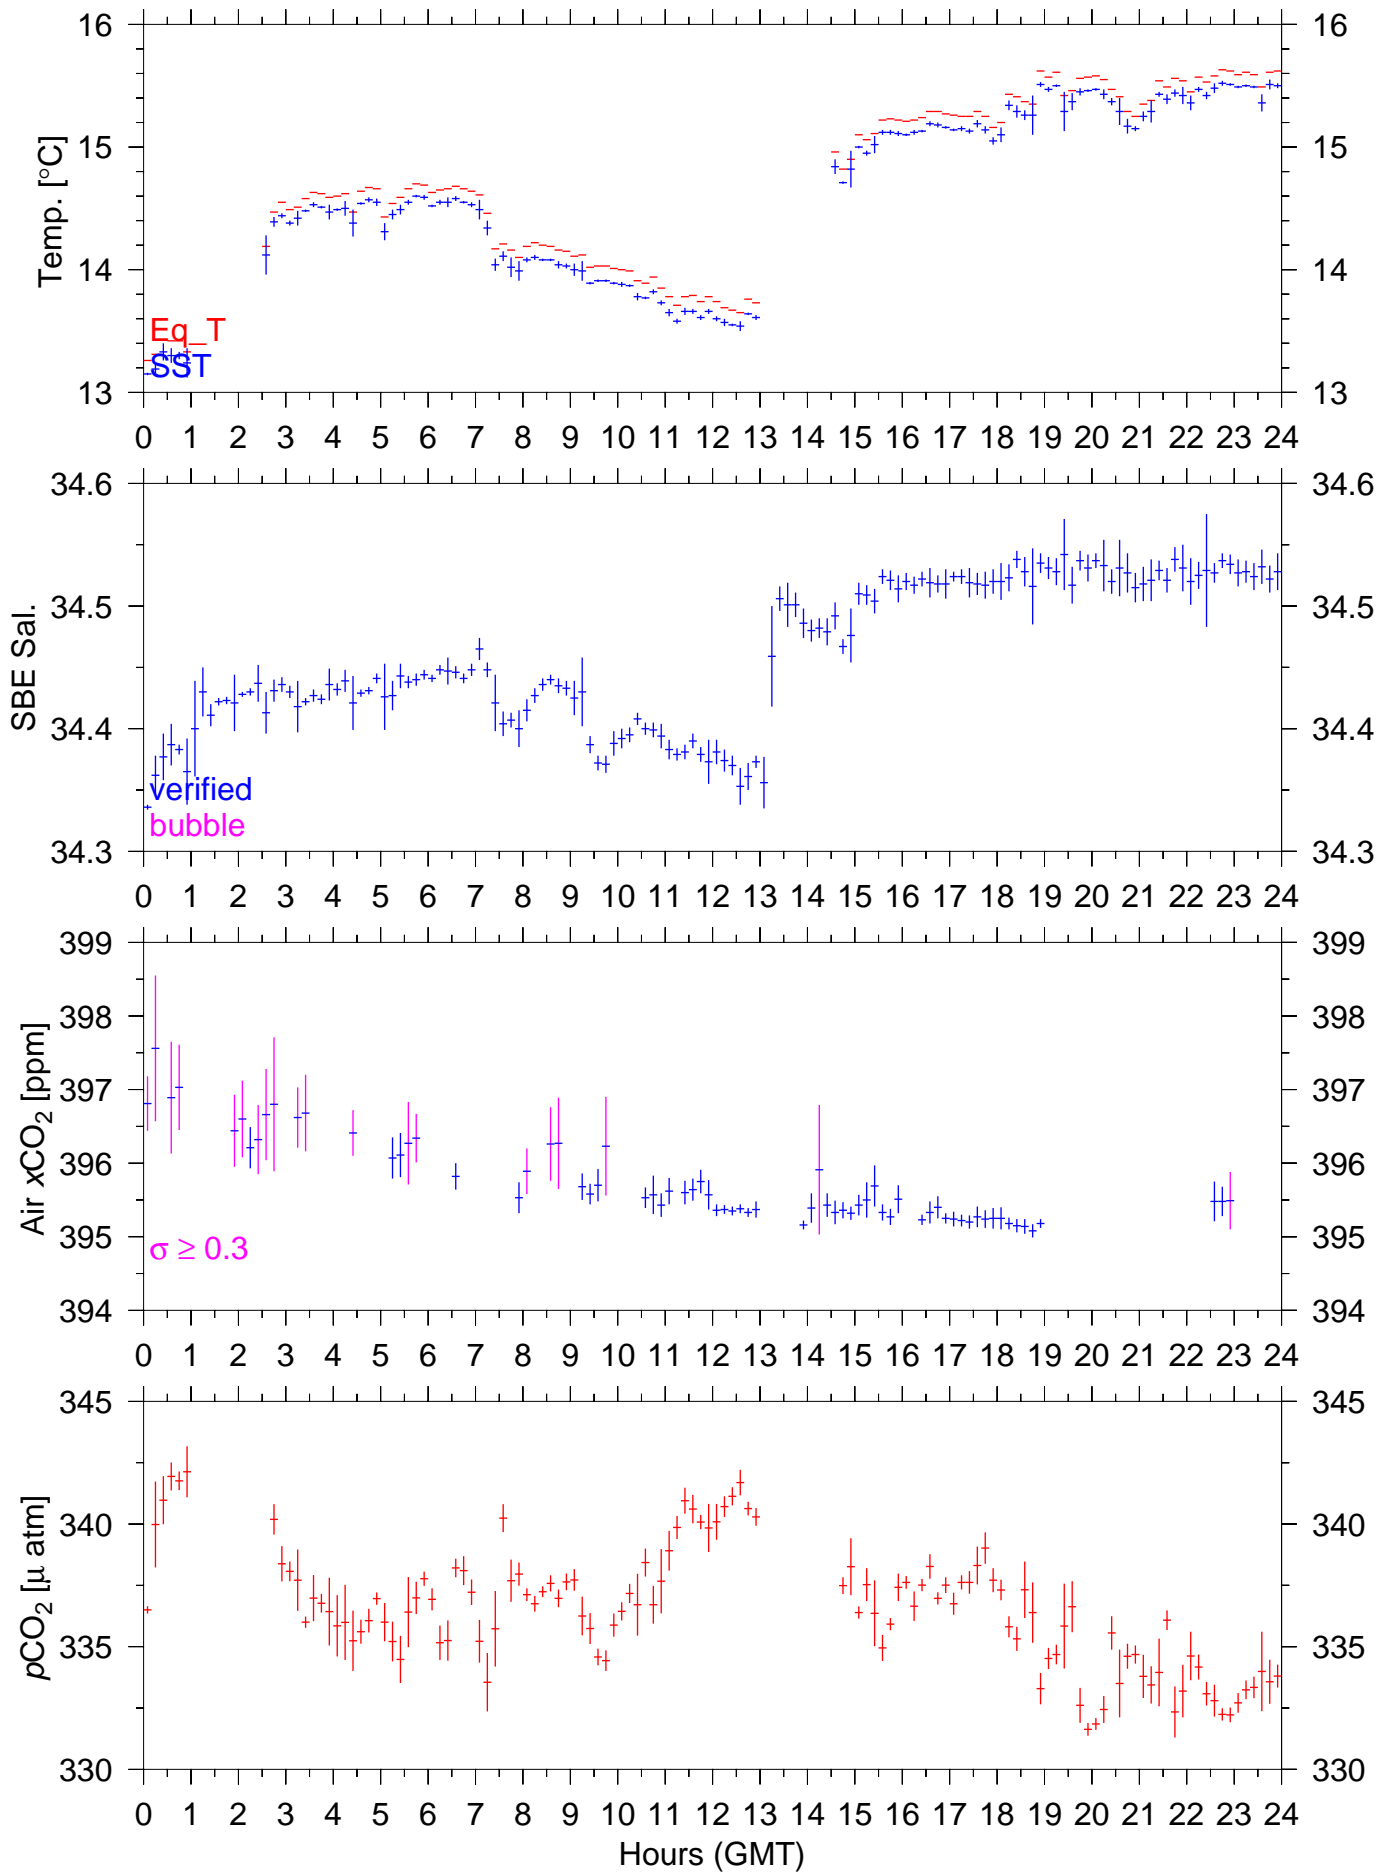 16 16
Temp. [°C]
15 15
14 14
Eq_T
SST
13 13
0 1 2 3 4 5 6 7 8 9 10 11 12 13 14 15 16 17 18 19 20 21 22 23 24
34.6 34.6
SBE Sal.
34.5 34.5
34.4 34.4
verified
bubble
34.3 34.3
0 1 2 3 4 5 6 7 8 9 10 11 12 13 14 15 16 17 18 19 20 21 22 23 24
399 399
Air xCO₂ [ppm]
398 398
397 397
396 396
395 395
σ ≥ 0.3
394 394
0 1 2 3 4 5 6 7 8 9 10 11 12 13 14 15 16 17 18 19 20 21 22 23 24
345 345
pCO₂ [μ atm]
340 340
335 335
330 330
0 1 2 3 4 5 6 7 8 9 10 11 12 13 14 15 16 17 18 19 20 21 22 23 24
Hours (GMT)